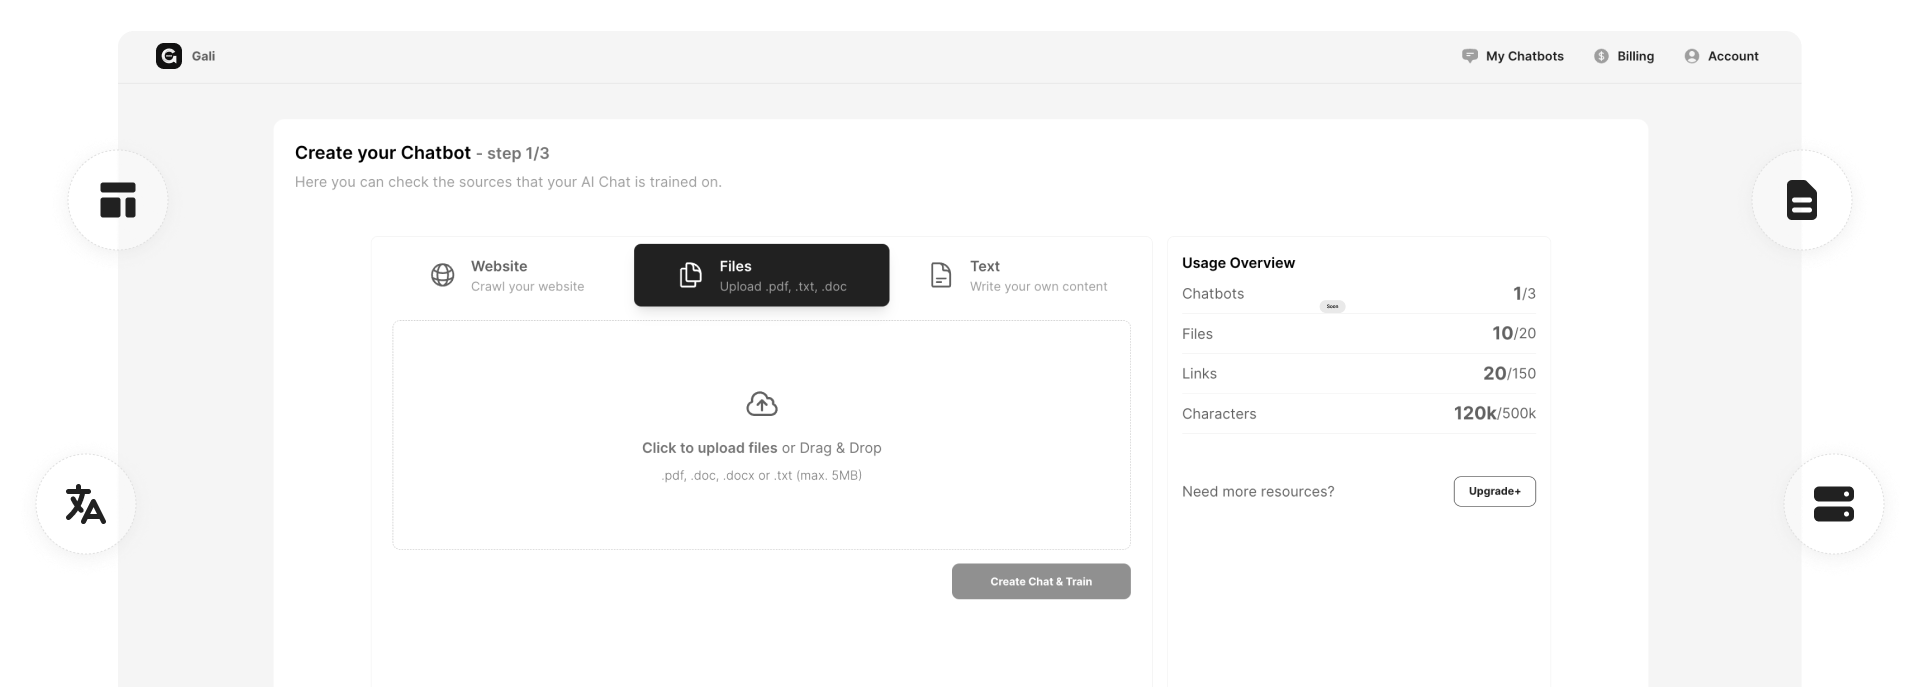 Gali
My Chatbots
Billing
Account
Create your Chatbot - step 1/3
Here you can check the sources that your AI Chat is trained on.
Website
Crawl your website
Files
Upload .pdf, .txt, .doc
Text
Write your own content
Click to upload files or Drag & Drop
.pdf, .doc, .docx or .txt (max. 5MB)
Create Chat & Train
Usage Overview
Chatbots 1/3
Soon
Files 10/20
Links 20/150
Characters 120k/500k
Need more resources? Upgrade+